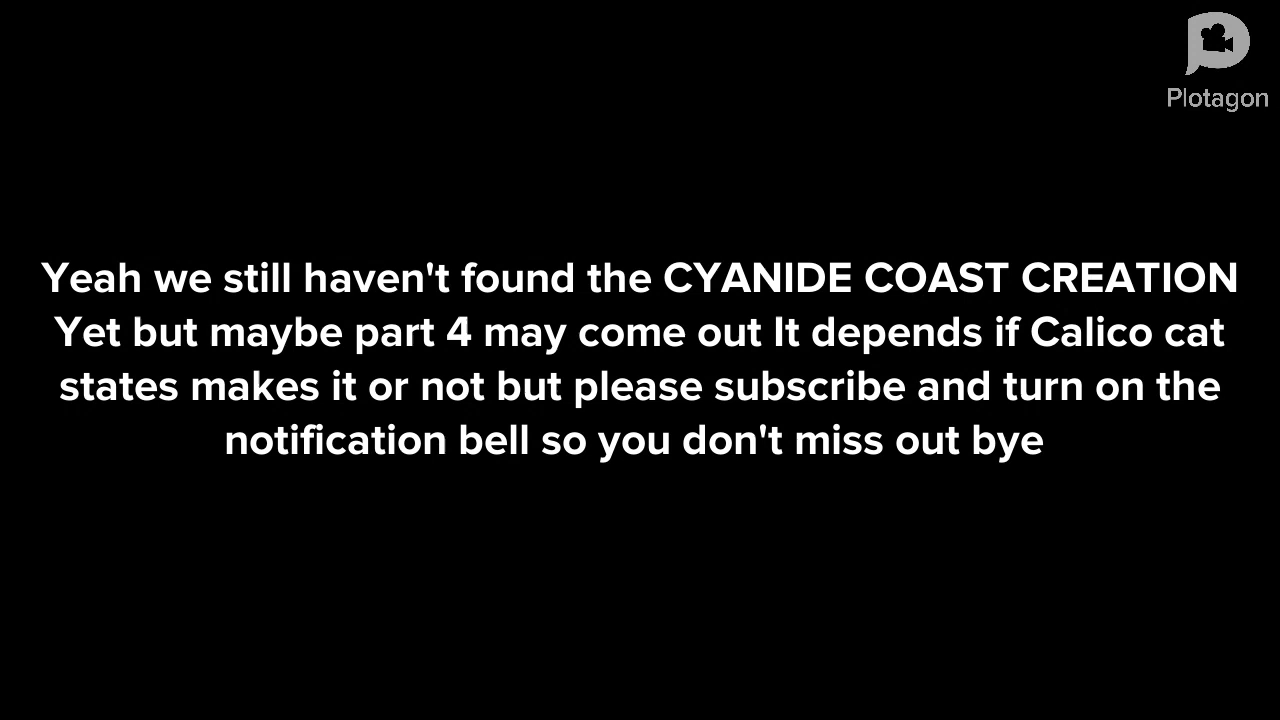 Plotagon
Yeah we still haven't found the CYANIDE COAST CREATION
Yet but maybe part 4 may come out It depends if Calico cat
states makes it or not but please subscribe and turn on the
notification bell so you don't miss out bye